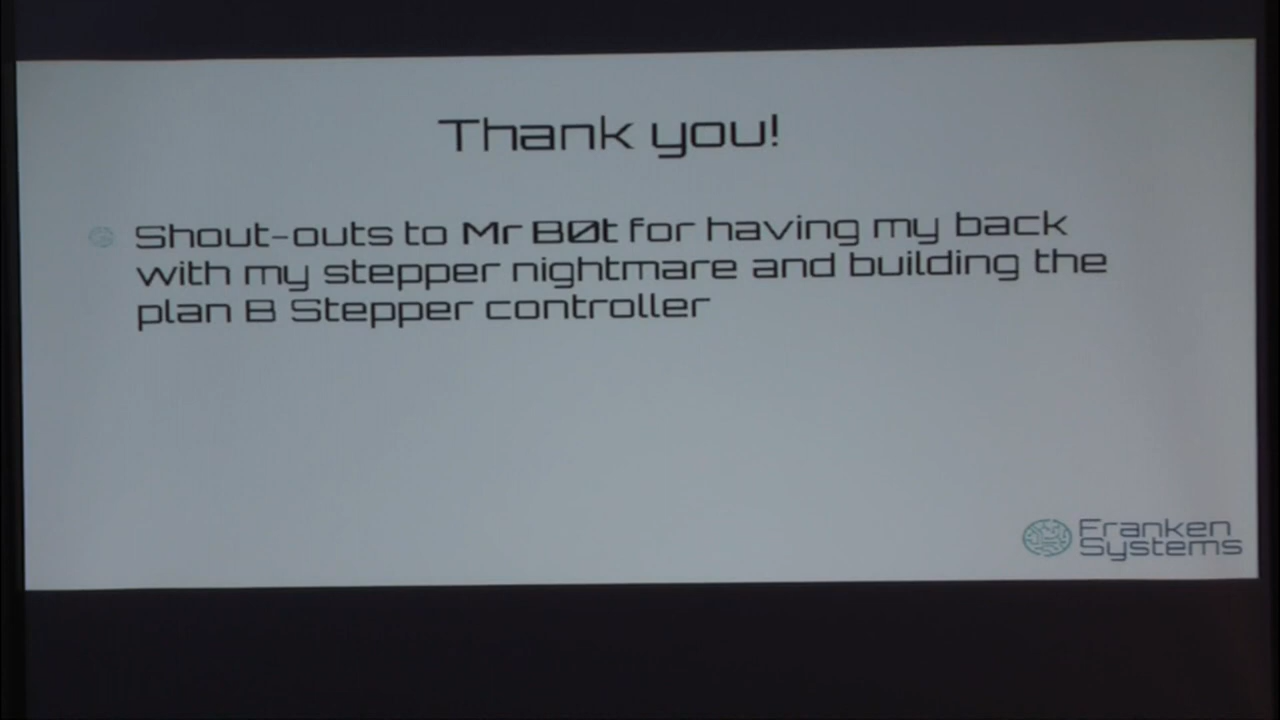 Thank you!
Shout-outs to Mr B0t for having my back
with my stepper nightmare and building the
plan B Stepper controller
Franken
Systems